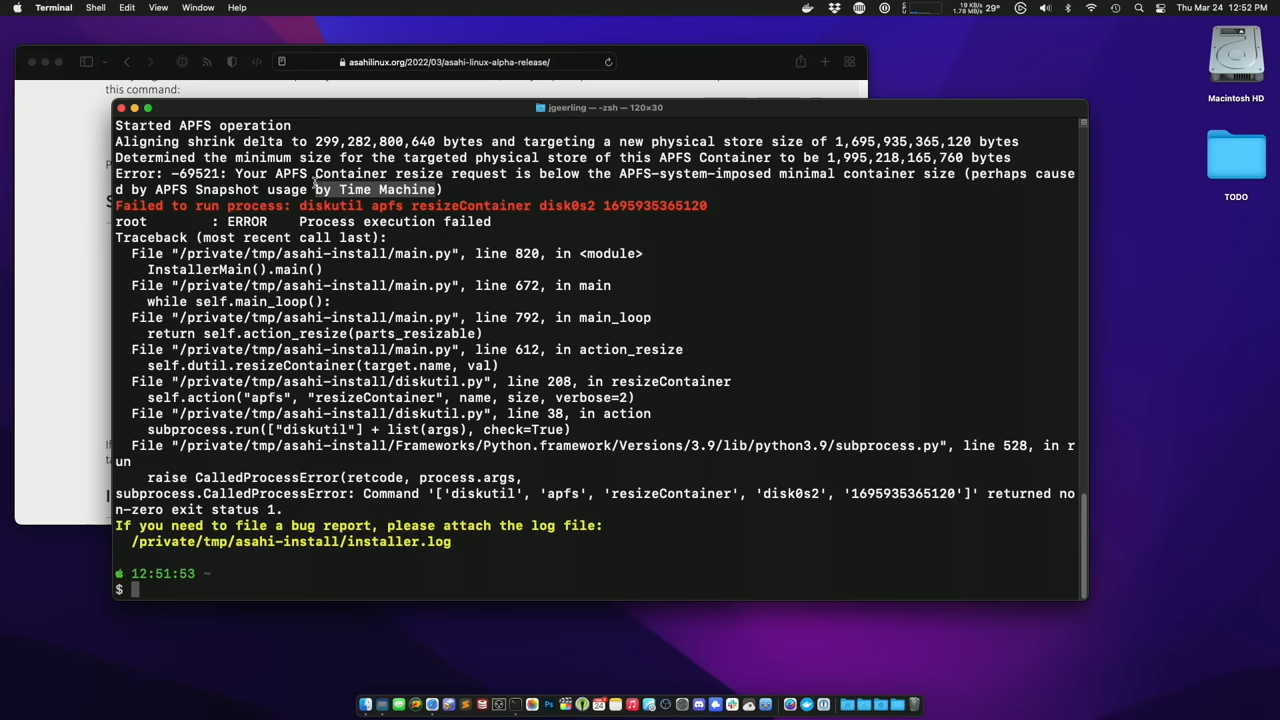 Terminal Shell Edit View Window Help
19 KB/s
1.78 MB/s 29° Thu Mar 24 12:52 PM
asahilinux.org/2022/03/asahi-linux-alpha-release/
this command:
Macintosh HD
TODO
jgeerling — -zsh — 120×30
Started APFS operation
Aligning shrink delta to 299,282,800,640 bytes and targeting a new physical store size of 1,695,935,365,120 bytes
Determined the minimum size for the targeted physical store of this APFS Container to be 1,995,218,165,760 bytes
Error: -69521: Your APFS Container resize request is below the APFS-system-imposed minimal container size (perhaps cause
d by APFS Snapshot usage by Time Machine)
Failed to run process: diskutil apfs resizeContainer disk0s2 1695935365120
root : ERROR Process execution failed
Traceback (most recent call last):
File "/private/tmp/asahi-install/main.py", line 820, in <module>
InstallerMain().main()
File "/private/tmp/asahi-install/main.py", line 672, in main
while self.main_loop():
File "/private/tmp/asahi-install/main.py", line 792, in main_loop
return self.action_resize(parts_resizable)
File "/private/tmp/asahi-install/main.py", line 612, in action_resize
self.dutil.resizeContainer(target.name, val)
File "/private/tmp/asahi-install/diskutil.py", line 208, in resizeContainer
self.action("apfs", "resizeContainer", name, size, verbose=2)
File "/private/tmp/asahi-install/diskutil.py", line 38, in action
subprocess.run(["diskutil"] + list(args), check=True)
File "/private/tmp/asahi-install/Frameworks/Python.framework/Versions/3.9/lib/python3.9/subprocess.py", line 528, in r
un
raise CalledProcessError(retcode, process.args,
subprocess.CalledProcessError: Command '['diskutil', 'apfs', 'resizeContainer', 'disk0s2', '1695935365120']' returned no
n-zero exit status 1.
If you need to file a bug report, please attach the log file:
/private/tmp/asahi-install/installer.log
12:51:53 ~
$